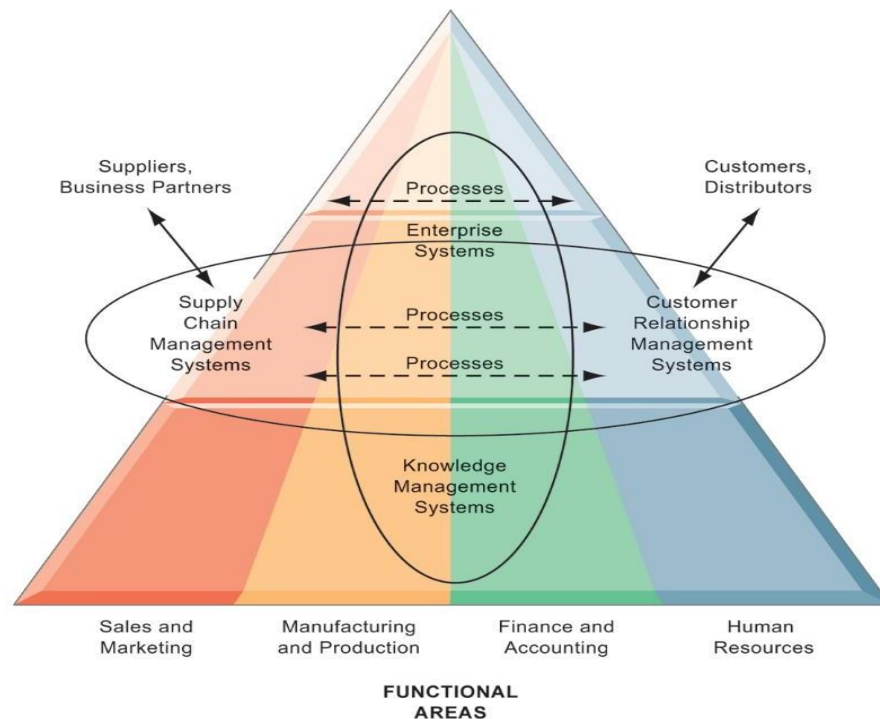 Suppliers,
Business Partners
Customers,
Distributors
Processes
Enterprise
Systems
Supply
Chain
Management
Systems
Processes
Processes
Customer
Relationship
Management
Systems
Knowledge
Management
Systems
Sales and
Marketing
Manufacturing
and Production
Finance and
Accounting
Human
Resources
FUNCTIONAL
AREAS